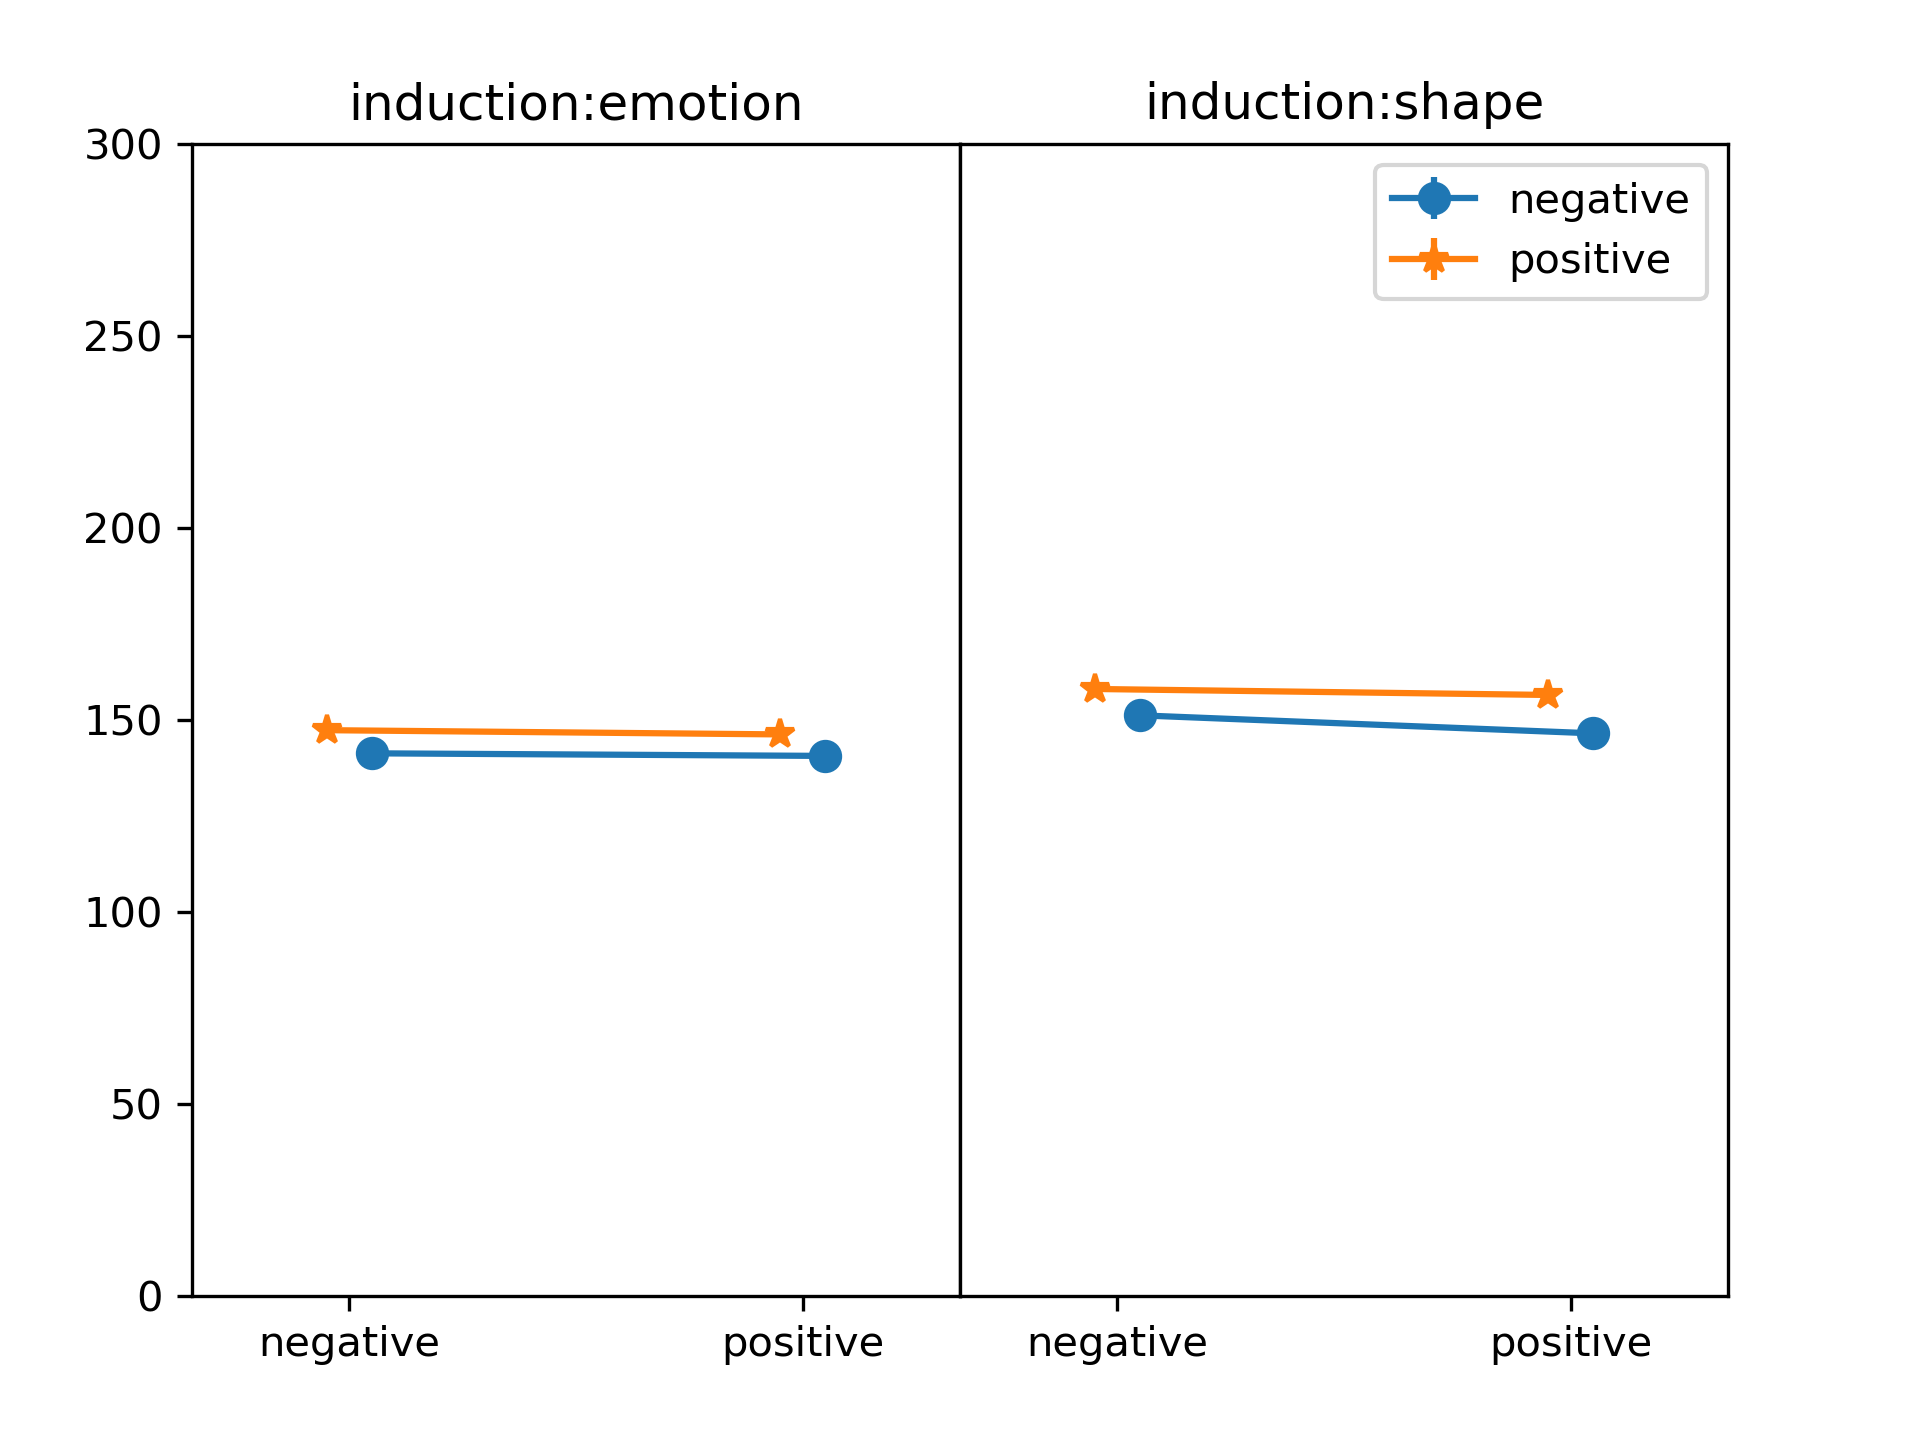 induction:emotion
induction:shape
300
250
200
150
100
50
0
negative
positive
negative
positive
negative
positive